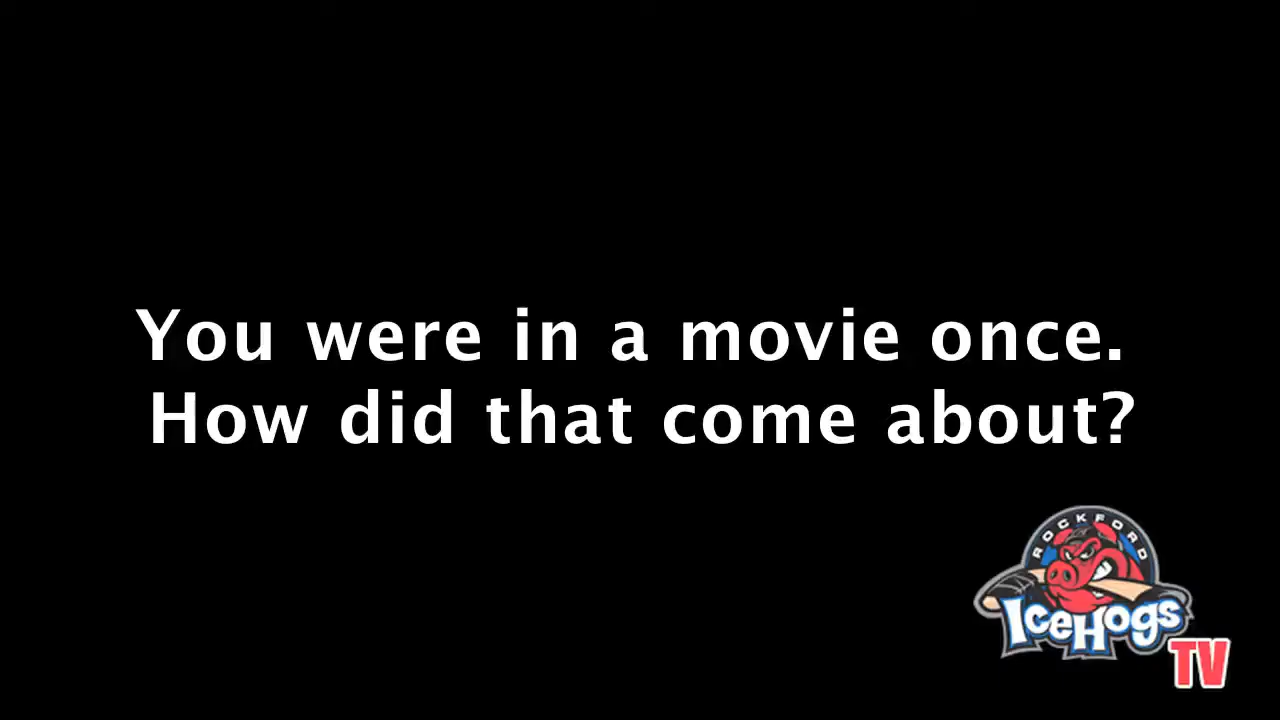 You were in a movie once.
How did that come about?
ROCKFORD
IceHogs
TV